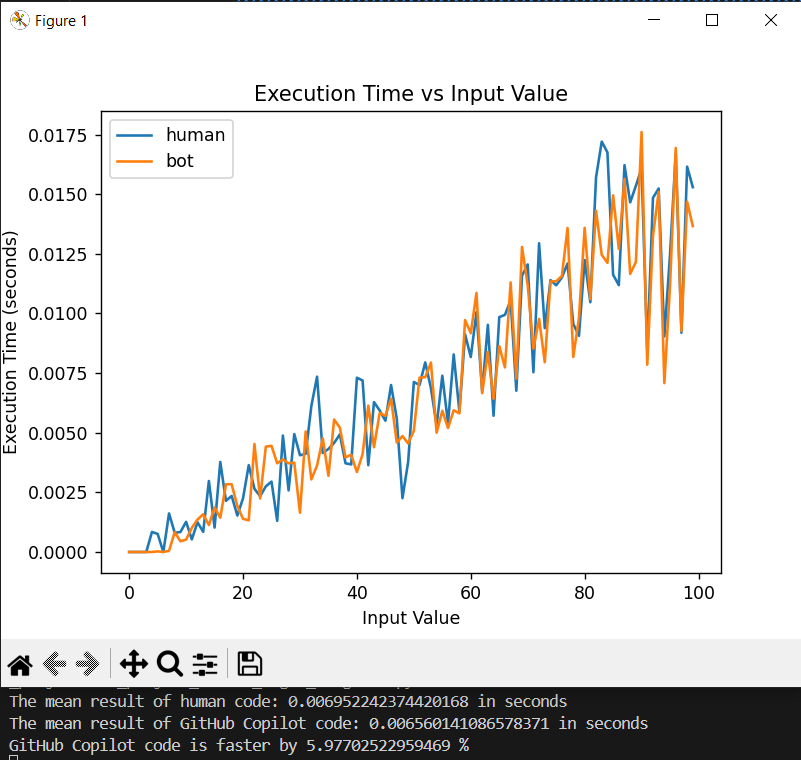 Figure 1
Execution Time vs Input Value
human
bot
0.0175
0.0150
0.0125
0.0100
0.0075
0.0050
0.0025
0.0000
Execution Time (seconds)
0 20 40 60 80 100
Input Value
The mean result of human code: 0.006952242374420168 in seconds
The mean result of GitHub Copilot code: 0.006560141086578371 in seconds
GitHub Copilot code is faster by 5.97702522959469 %